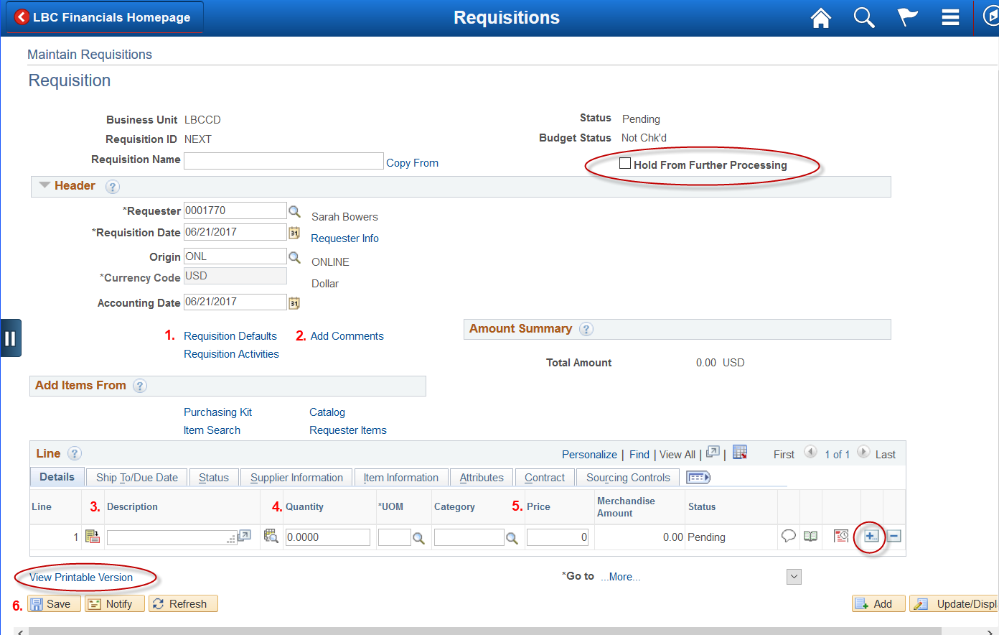 LBC Financials Homepage
Requisitions
Maintain Requisitions
Requisition
Business Unit LBCCD
Status Pending
Requisition ID NEXT
Budget Status Not Chk'd
Requisition Name
Copy From
Hold From Further Processing
Header ?
*Requester 0001770
Sarah Bowers
*Requisition Date 06/21/2017 31
Requester Info
Origin ONL
ONLINE
*Currency Code USD
Dollar
Accounting Date 06/21/2017 31
1. Requisition Defaults 2. Add Comments
Requisition Activities
Amount Summary ?
Total Amount 0.00 USD
Add Items From ?
Purchasing Kit Catalog
Item Search Requester Items
Line ?
Personalize | Find | View All | | First 1 of 1 Last
Details Ship To/Due Date Status Supplier Information Item Information Attributes Contract Sourcing Controls
Line 3. Description 4. Quantity *UOM Category 5. Price Merchandise Amount Status
1 0.0000 0 0.00 Pending
View Printable Version
*Go to ...More...
6. Save Notify Refresh Add Update/Displ